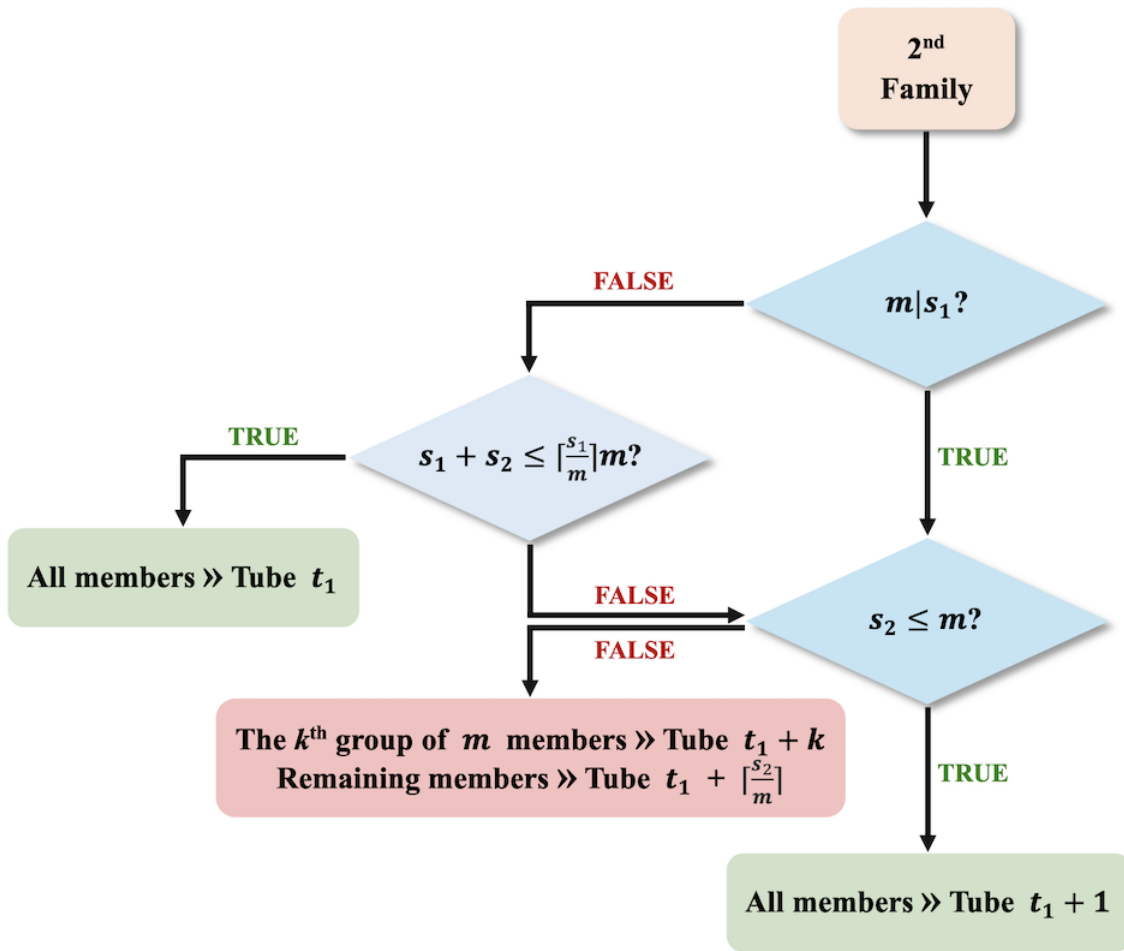 2ⁿᵈ
Family
m|s₁?
FALSE
s₁ + s₂ ≤ ⌈s₁/m⌉m?
TRUE
TRUE
All members » Tube t₁
FALSE
FALSE
s₂ ≤ m?
The kᵗʰ group of m members » Tube t₁ + k
Remaining members » Tube t₁ + ⌈s₂/m⌉
TRUE
All members » Tube t₁ + 1